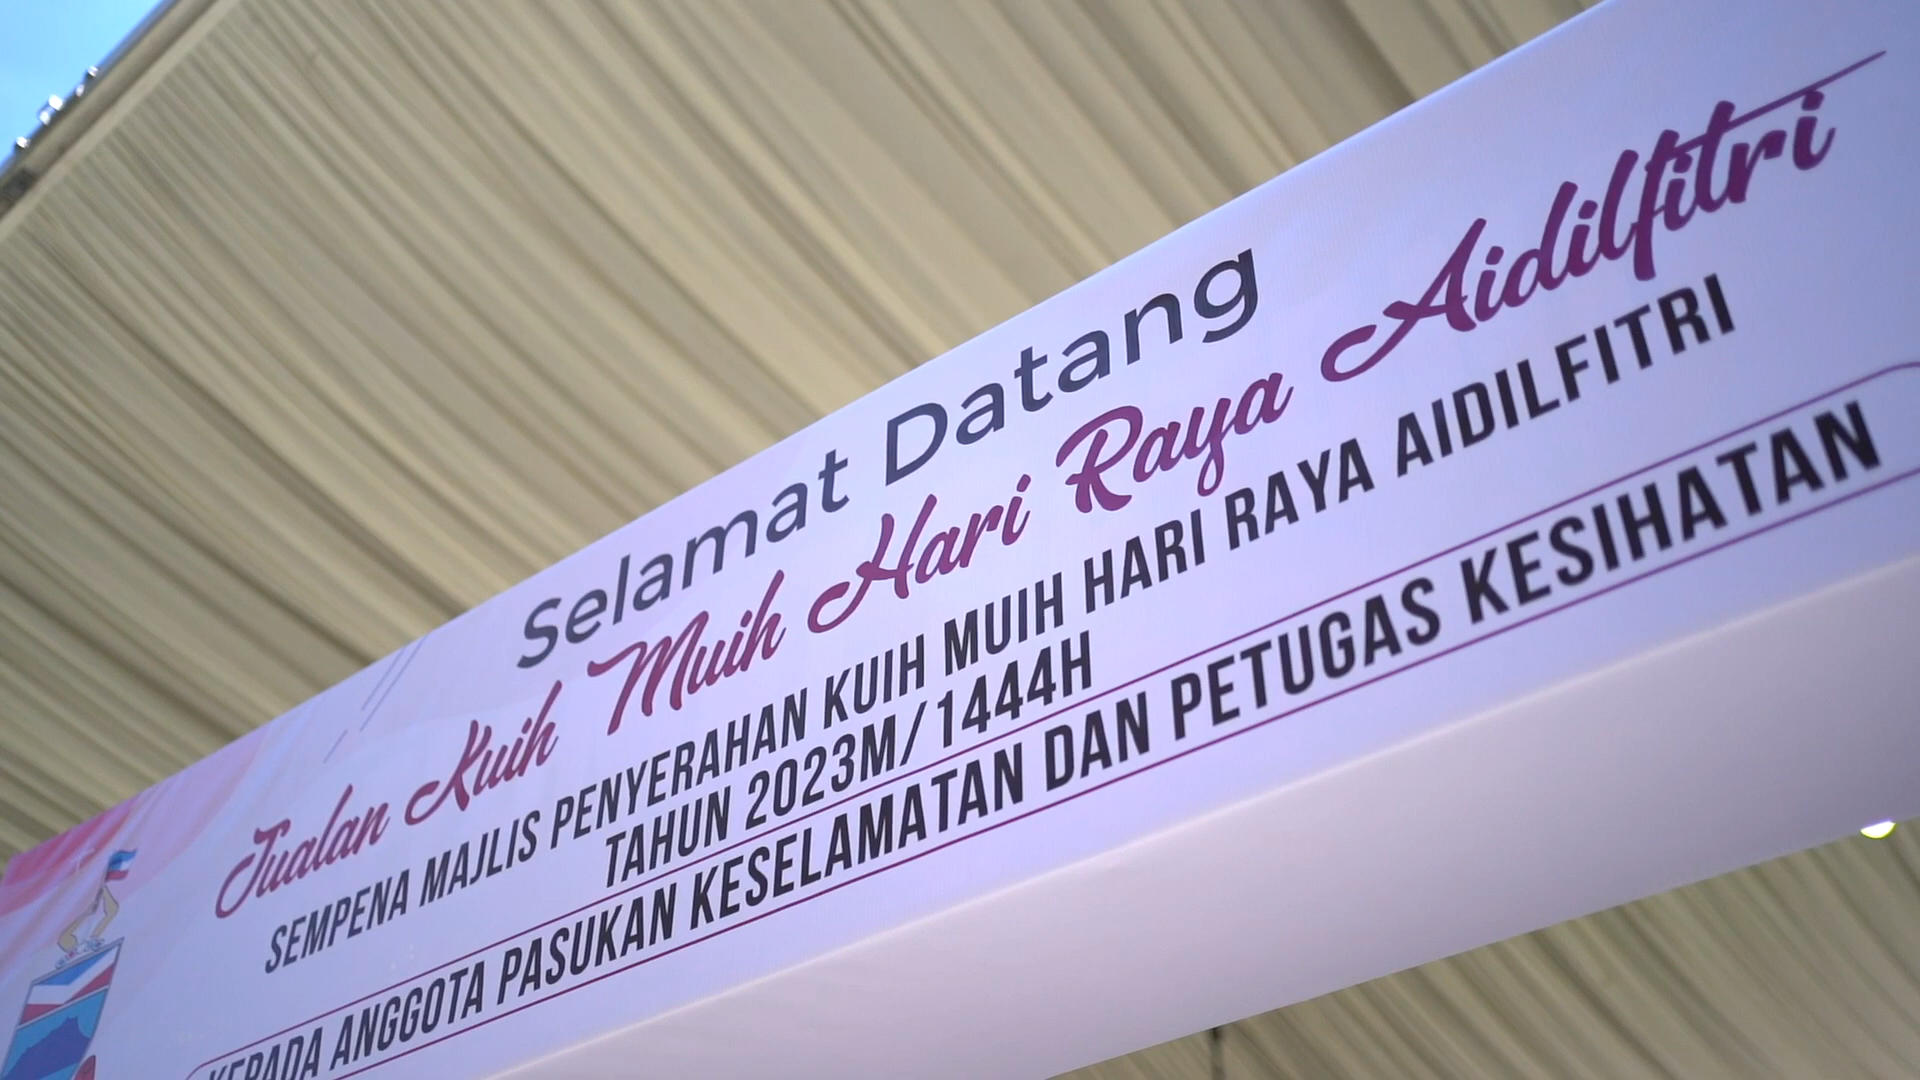 Selamat Datang
Jualan Kuih Muih Hari Raya Aidilfitri
SEMPENA MAJLIS PENYERAHAN KUIH MUIH HARI RAYA AIDILFITRI
TAHUN 2023M/1444H
KEPADA ANGGOTA PASUKAN KESELAMATAN DAN PETUGAS KESIHATAN